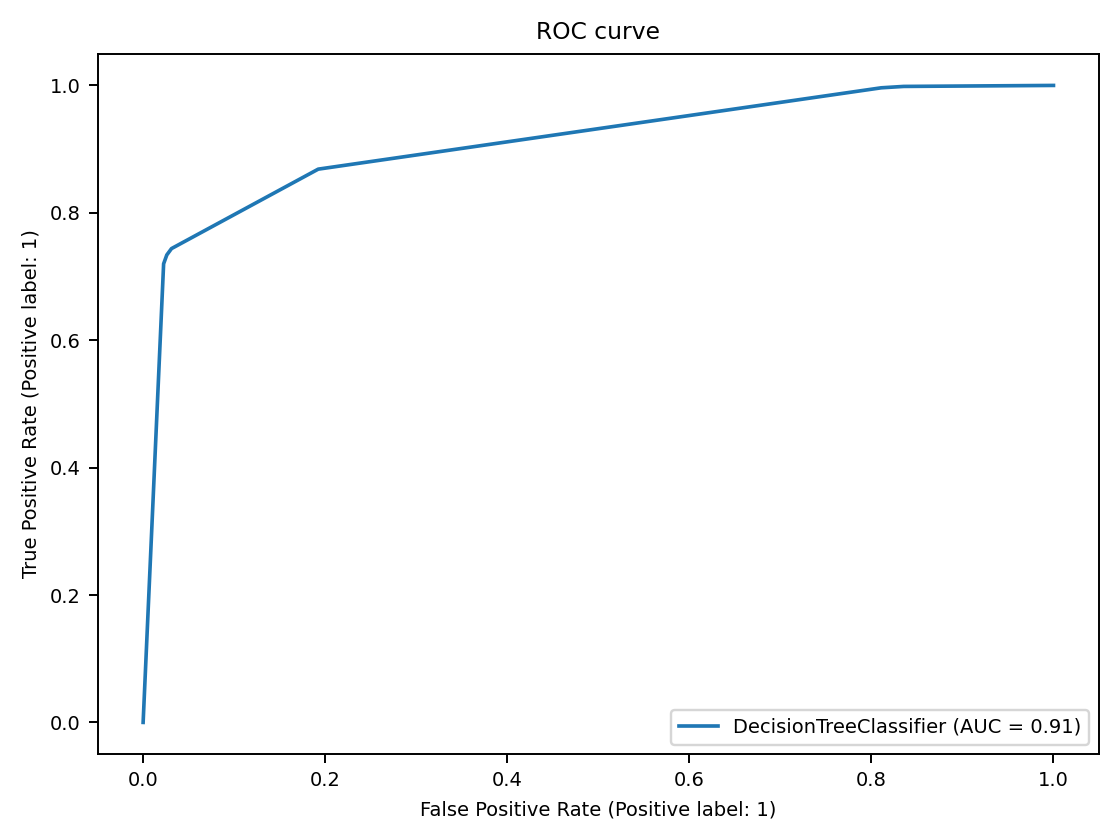 ROC curve
True Positive Rate (Positive label: 1)
1.0
0.8
0.6
0.4
0.2
0.0
DecisionTreeClassifier (AUC = 0.91)
0.0 0.2 0.4 0.6 0.8 1.0
False Positive Rate (Positive label: 1)